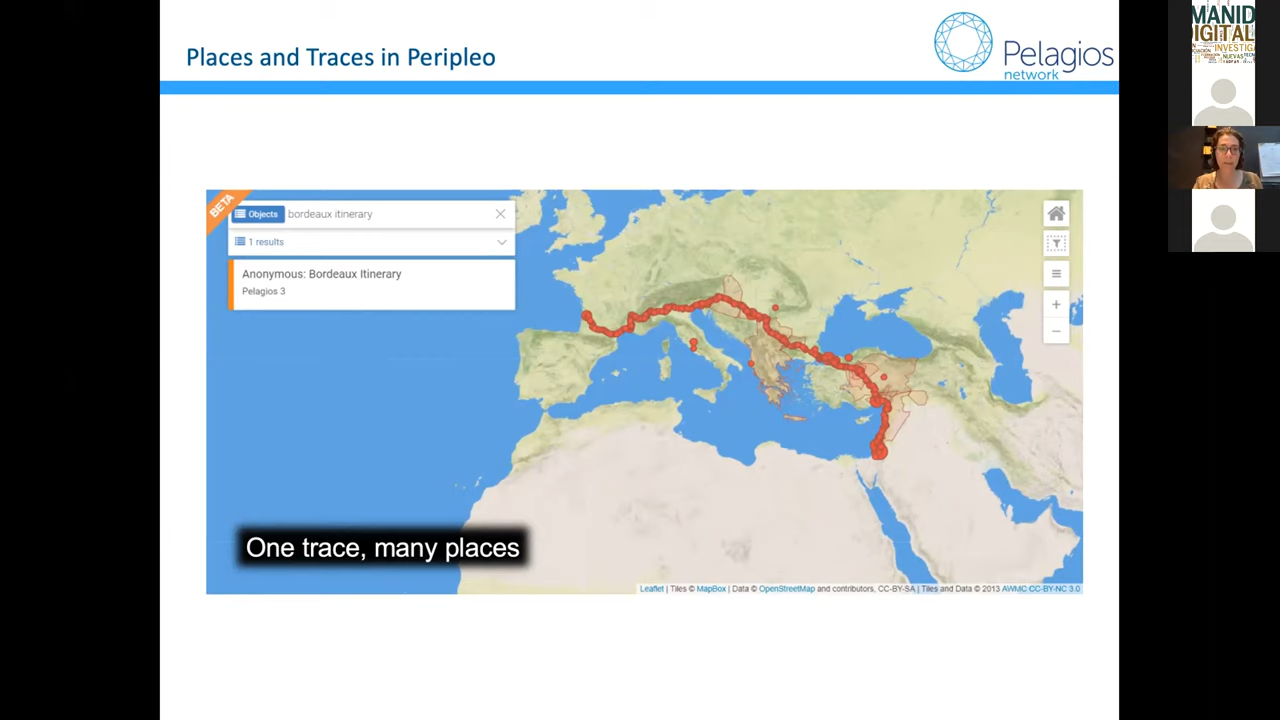 Places and Traces in Peripleo
Pelagios
network
BETA
Objects
bordeaux itinerary
1 results
Anonymous: Bordeaux Itinerary
Pelagios 3
One trace, many places
Leaflet | Tiles © MapBox | Data © OpenStreetMap and contributors, CC-BY-SA | Tiles and Data © 2013 AWMC CC-BY-NC 3.0
MANID
IGITAL
INVESTIGA
NUEVAS